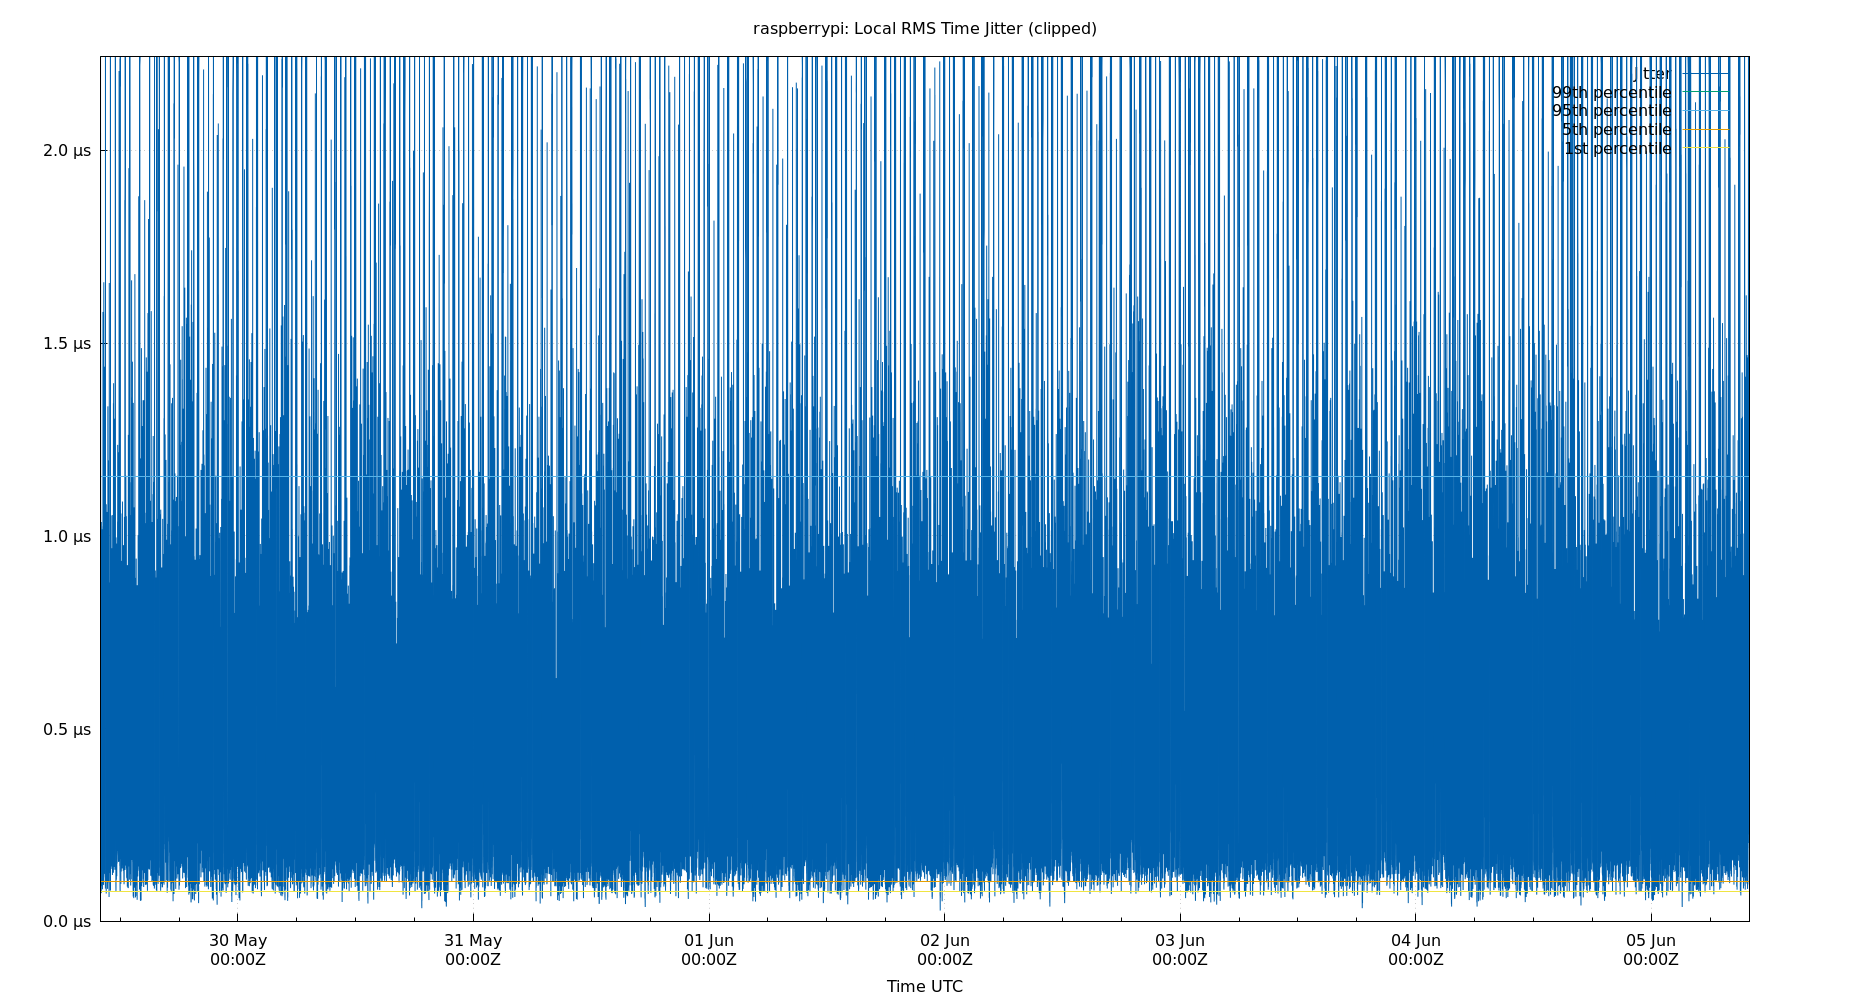 raspberrypi: Local RMS Time Jitter (clipped)
jitter
99th percentile
95th percentile
5th percentile
1st percentile
2.0 µs
1.5 µs
1.0 µs
0.5 µs
0.0 µs
30 May 31 May 01 Jun 02 Jun 03 Jun 04 Jun 05 Jun
00:00Z 00:00Z 00:00Z 00:00Z 00:00Z 00:00Z 00:00Z
Time UTC